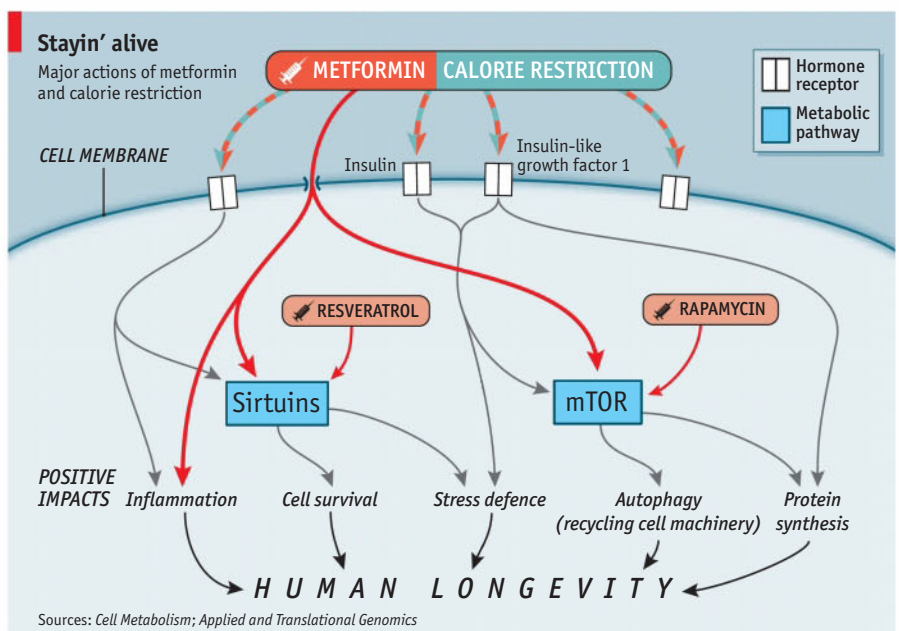 Stayin’ alive
Major actions of metformin
and calorie restriction
METFORMIN CALORIE RESTRICTION
Hormone
receptor
Metabolic
pathway
CELL MEMBRANE
Insulin
Insulin-like
growth factor 1
RESVERATROL
RAPAMYCIN
Sirtuins
mTOR
POSITIVE
IMPACTS
Inflammation
Cell survival
Stress defence
Autophagy
(recycling cell machinery)
Protein
synthesis
HUMAN LONGEVITY
Sources: Cell Metabolism; Applied and Translational Genomics